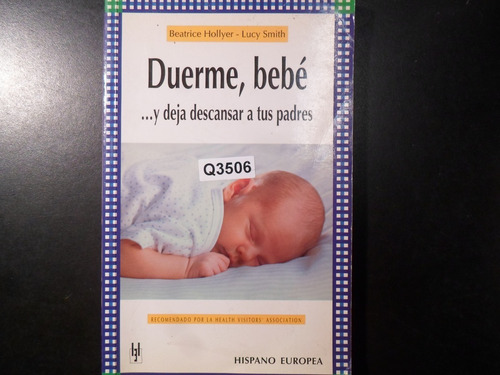 Beatrice Hollyer - Lucy Smith
Duerme, bebé
...y deja descansar a tus padres
Q3506
RECOMENDADO POR LA HEALTH VISITORS' ASSOCIATION
HISPANO EUROPEA